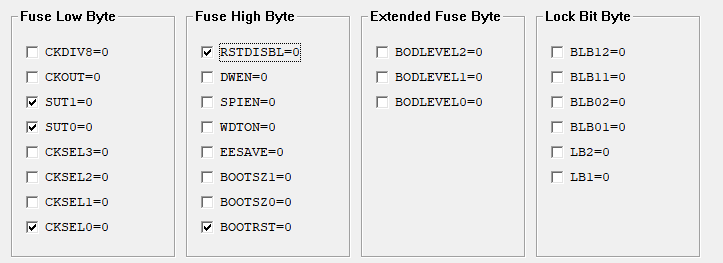 Fuse Low Byte
CKDIV8=0
CKOUT=0
SUT1=0
SUT0=0
CKSEL3=0
CKSEL2=0
CKSEL1=0
CKSEL0=0
Fuse High Byte
RSTDISBL=0
DWEN=0
SPIEN=0
WDTON=0
EESAVE=0
BOOTSZ1=0
BOOTSZ0=0
BOOTRST=0
Extended Fuse Byte
BODLEVEL2=0
BODLEVEL1=0
BODLEVEL0=0
Lock Bit Byte
BLB12=0
BLB11=0
BLB02=0
BLB01=0
LB2=0
LB1=0